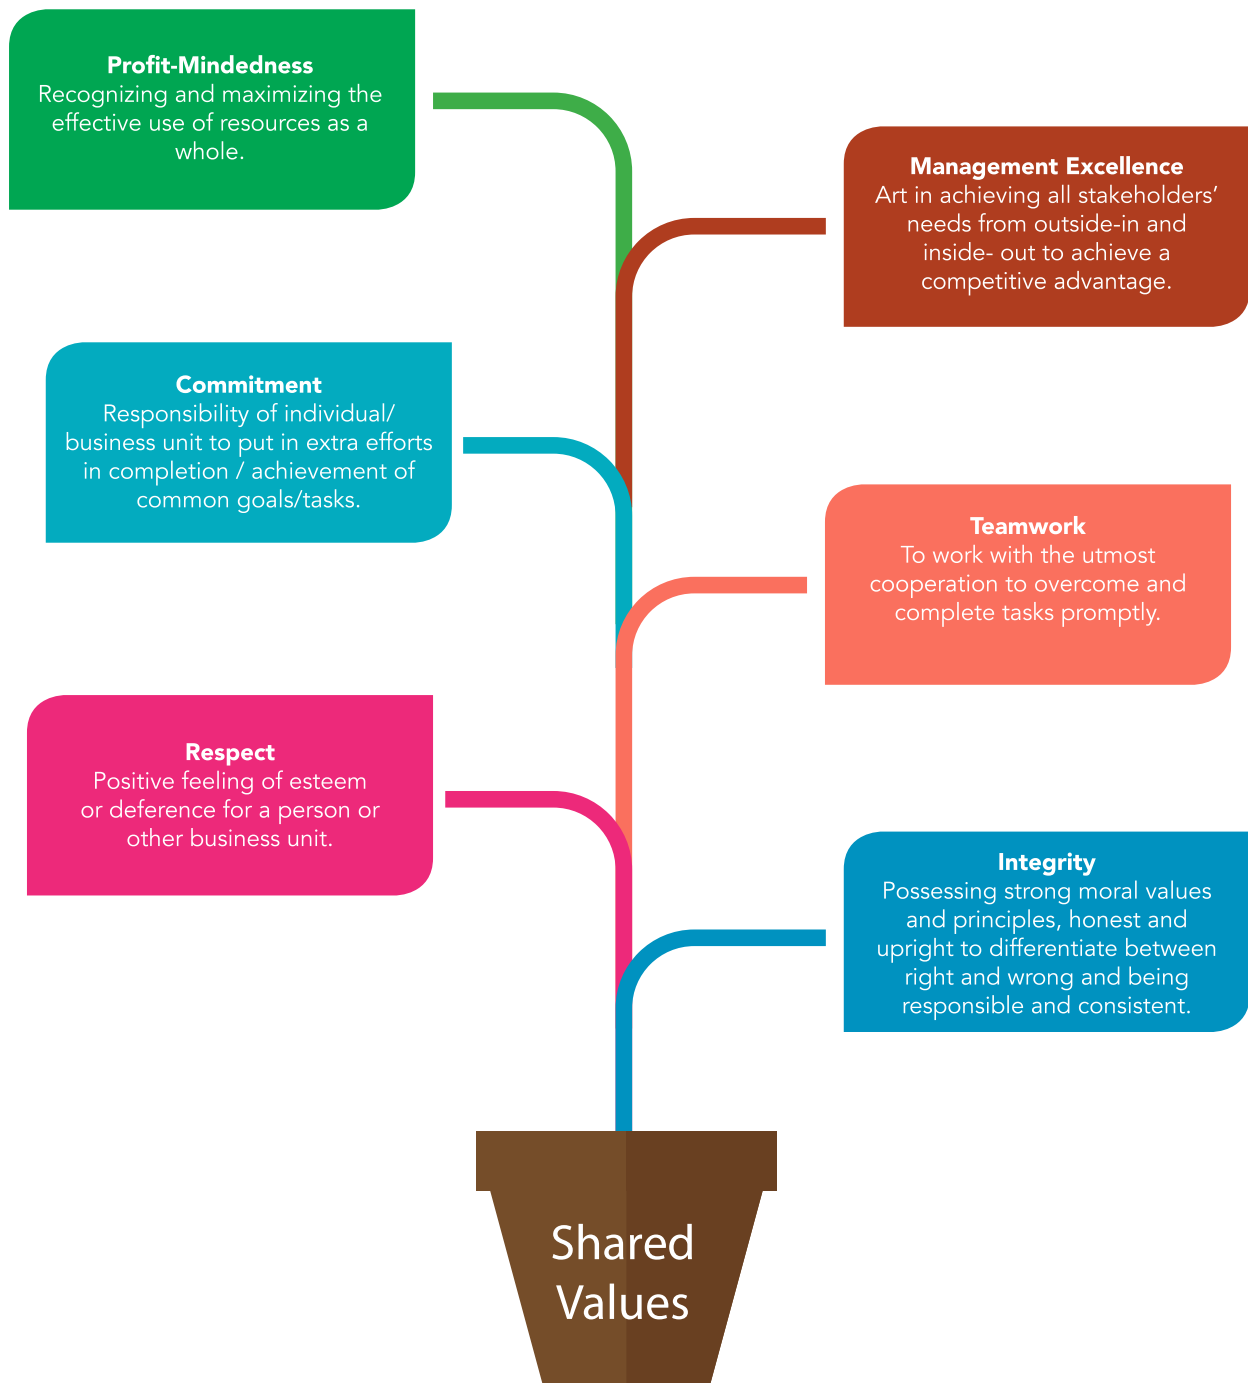 Profit-Mindedness
Recognizing and maximizing the
effective use of resources as a
whole.
Management Excellence
Art in achieving all stakeholders’
needs from outside-in and
inside- out to achieve a
competitive advantage.
Commitment
Responsibility of individual/
business unit to put in extra efforts
in completion / achievement of
common goals/tasks.
Teamwork
To work with the utmost
cooperation to overcome and
complete tasks promptly.
Respect
Positive feeling of esteem
or deference for a person or
other business unit.
Integrity
Possessing strong moral values
and principles, honest and
upright to differentiate between
right and wrong and being
responsible and consistent.
Shared
Values